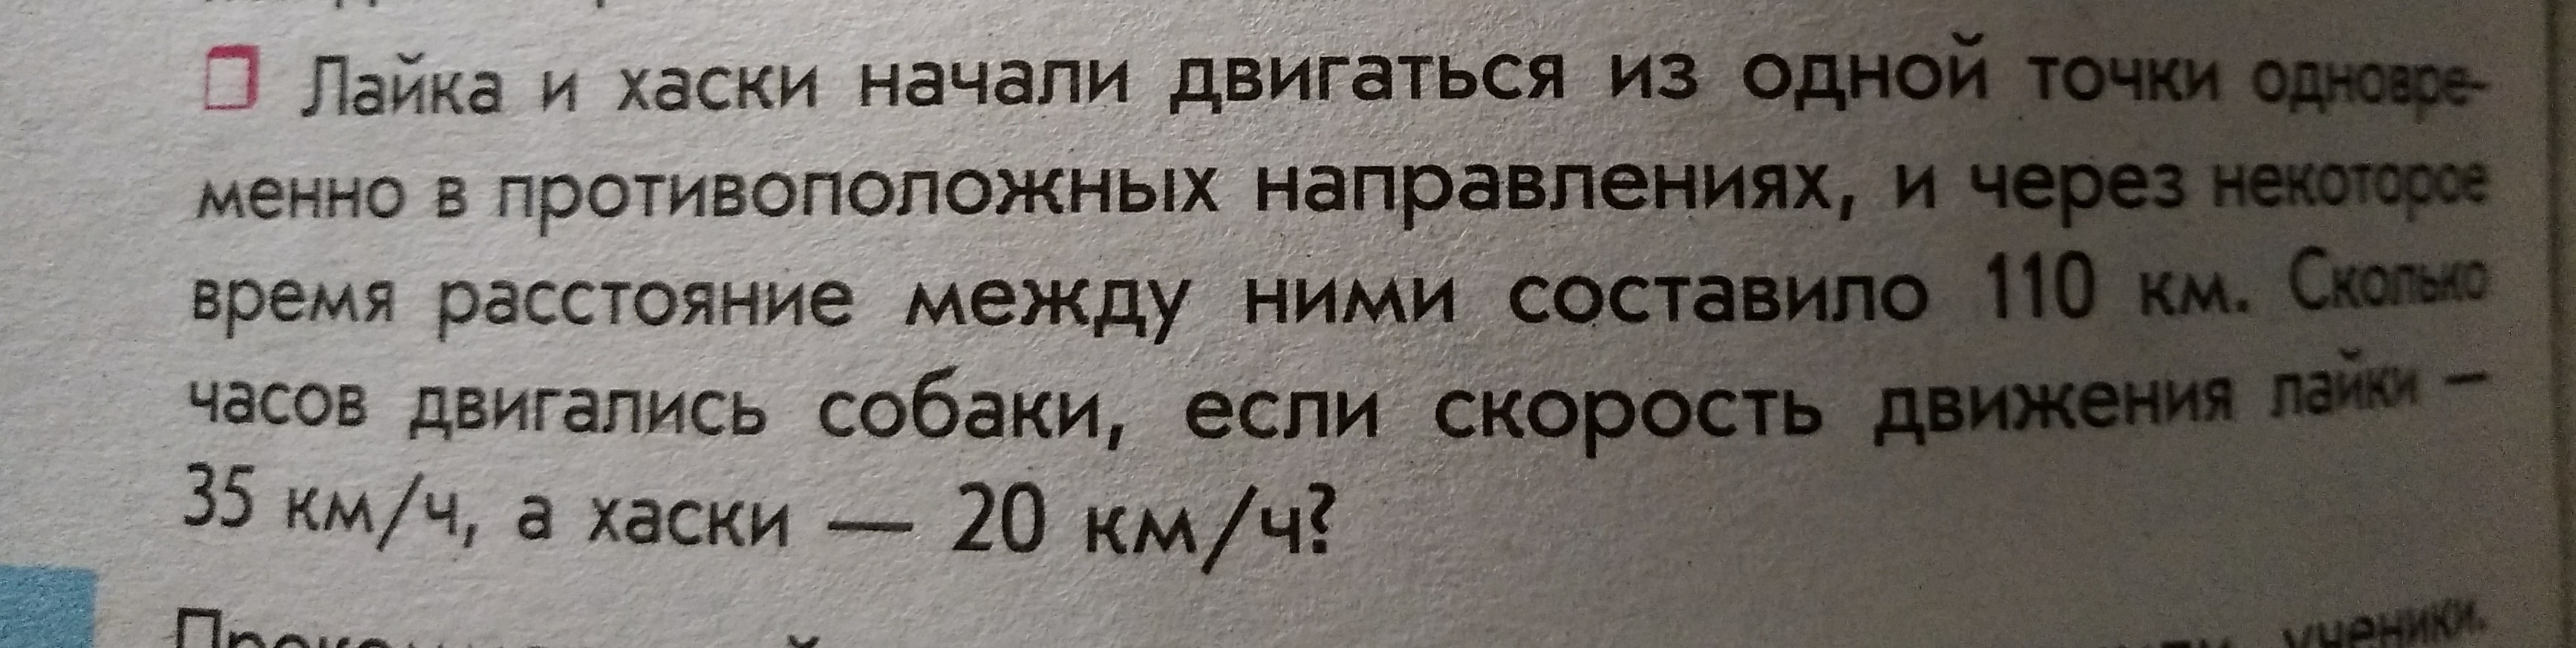 Лайка и хаски начали двигаться из одной точки одновре-
менно в противоположных направлениях, и через некоторое
время расстояние между ними составило 110 км. Сколько
часов двигались собаки, если скорость движения лайки —
35 км/ч, а хаски — 20 км/ч?
ученики.